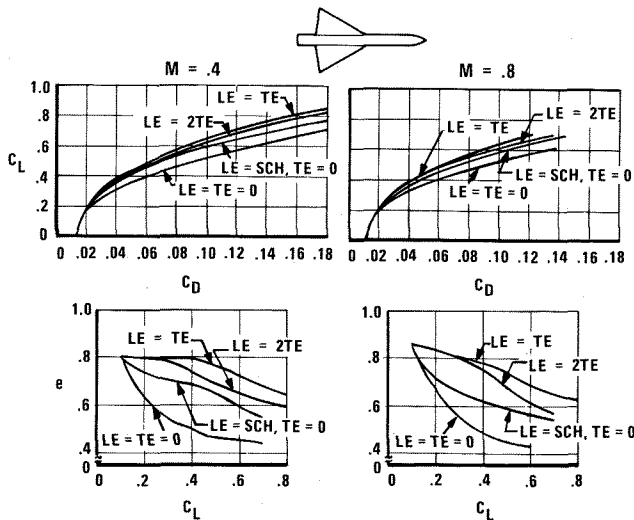 M = .4
M = .8
1.0
.8
.6
.4
.2
0
C_L
LE = TE
LE = 2TE
LE = SCH, TE = 0
LE = TE = 0
0 .02 .04 .06 .08 .10 .12 .14 .16 .18
C_D
LE = TE
LE = 2TE
LE = SCH, TE = 0
LE = TE = 0
0 .02 .04 .06 .08 .10 .12 .14 .16 .18
C_D
1.0
.8
e
.6
.4
0
LE = TE
LE = 2TE
LE = SCH, TE = 0
LE = TE = 0
0 .2 .4 .6 .8
C_L
1.0
.8
.6
.4
0
LE = TE
LE = 2TE
LE = SCH, TE = 0
LE = TE = 0
0 .2 .4 .6 .8
C_L